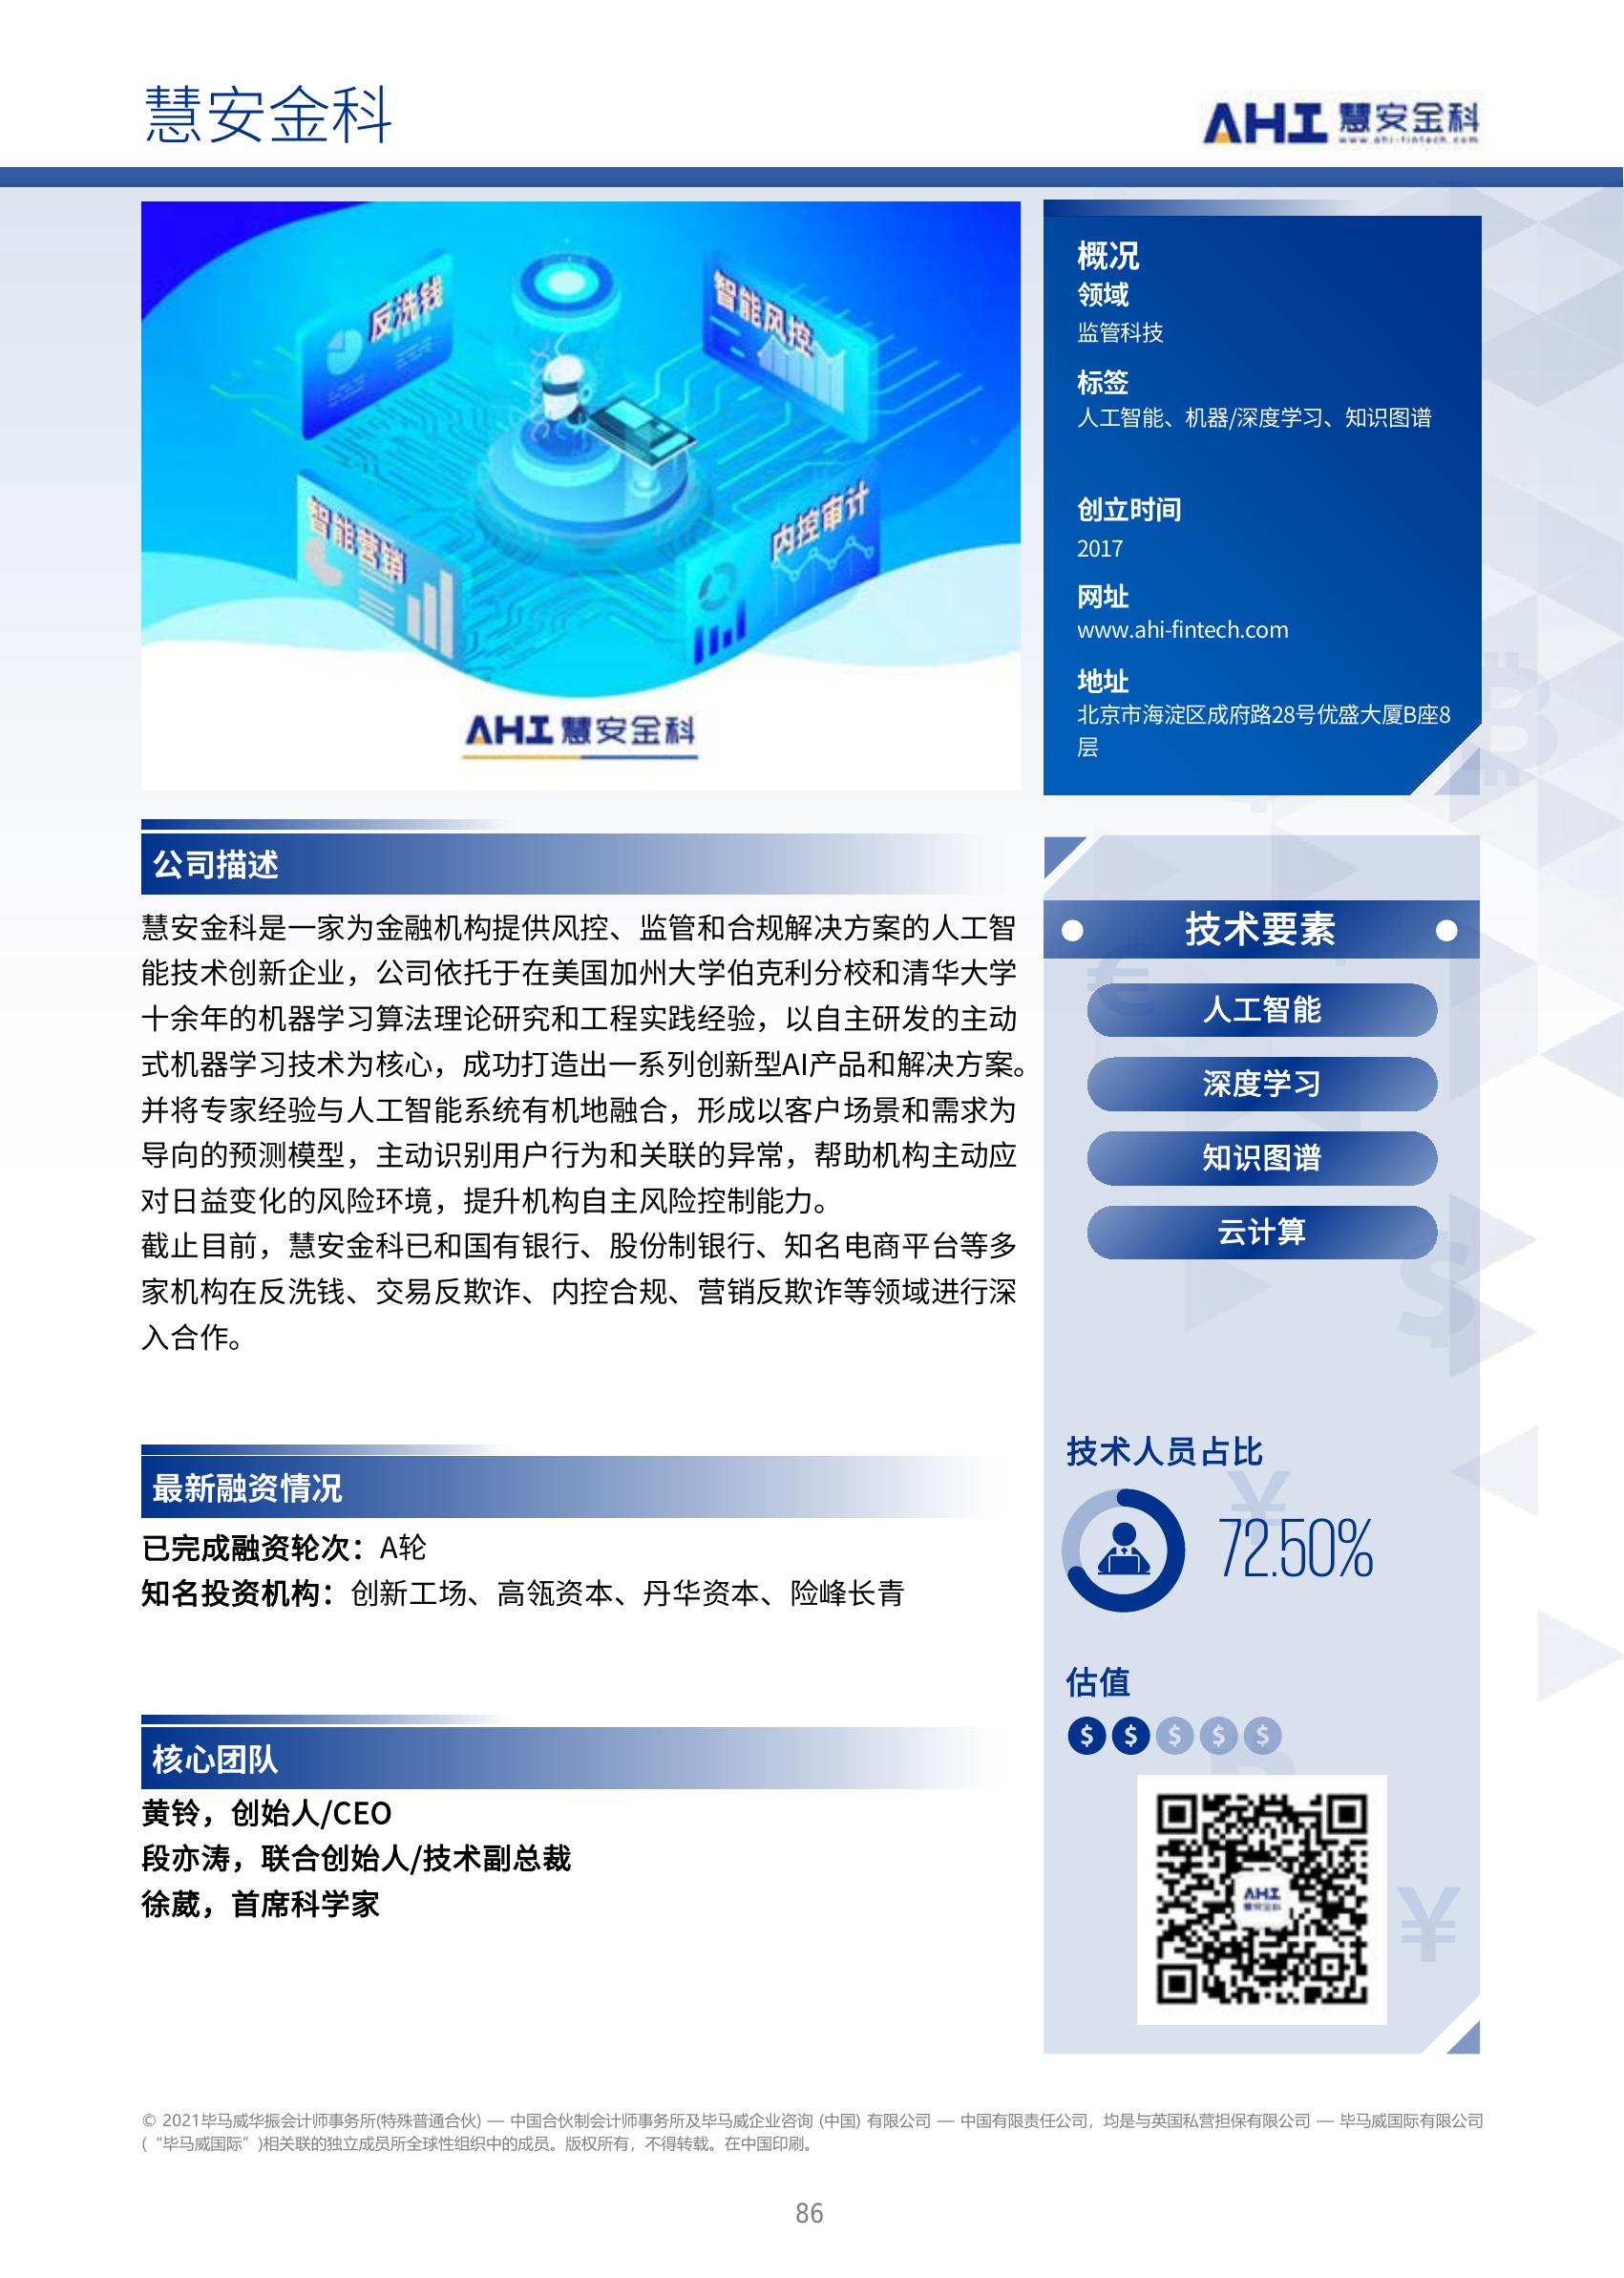 慧安金科
AHI 慧安金科
www.ahi-fintech.com
反洗钱
智能风控
智能营销
内控审计
AHI 慧安金科
概况
领域
监管科技
标签
人工智能、机器/深度学习、知识图谱
创立时间
2017
网址
www.ahi-fintech.com
地址
北京市海淀区成府路28号优盛大厦B座8
层
公司描述
慧安金科是一家为金融机构提供风控、监管和合规解决方案的人工智
能技术创新企业，公司依托于在美国加州大学伯克利分校和清华大学
十余年的机器学习算法理论研究和工程实践经验，以自主研发的主动
式机器学习技术为核心，成功打造出一系列创新型AI产品和解决方案。
并将专家经验与人工智能系统有机地融合，形成以客户场景和需求为
导向的预测模型，主动识别用户行为和关联的异常，帮助机构主动应
对日益变化的风险环境，提升机构自主风险控制能力。
截止目前，慧安金科已和国有银行、股份制银行、知名电商平台等多
家机构在反洗钱、交易反欺诈、内控合规、营销反欺诈等领域进行深
入合作。
最新融资情况
已完成融资轮次：A轮
知名投资机构：创新工场、高瓴资本、丹华资本、险峰长青
核心团队
黄铃，创始人/CEO
段亦涛，联合创始人/技术副总裁
徐葳，首席科学家
技术要素
人工智能
深度学习
知识图谱
云计算
技术人员占比
72.50%
估值
$ $ $ $ $
AHI
慧安金科
© 2021毕马威华振会计师事务所(特殊普通合伙) — 中国合伙制会计师事务所及毕马威企业咨询 (中国) 有限公司 — 中国有限责任公司，均是与英国私营担保有限公司 — 毕马威国际有限公司
(“毕马威国际”)相关联的独立成员所全球性组织中的成员。版权所有，不得转载。在中国印刷。
86